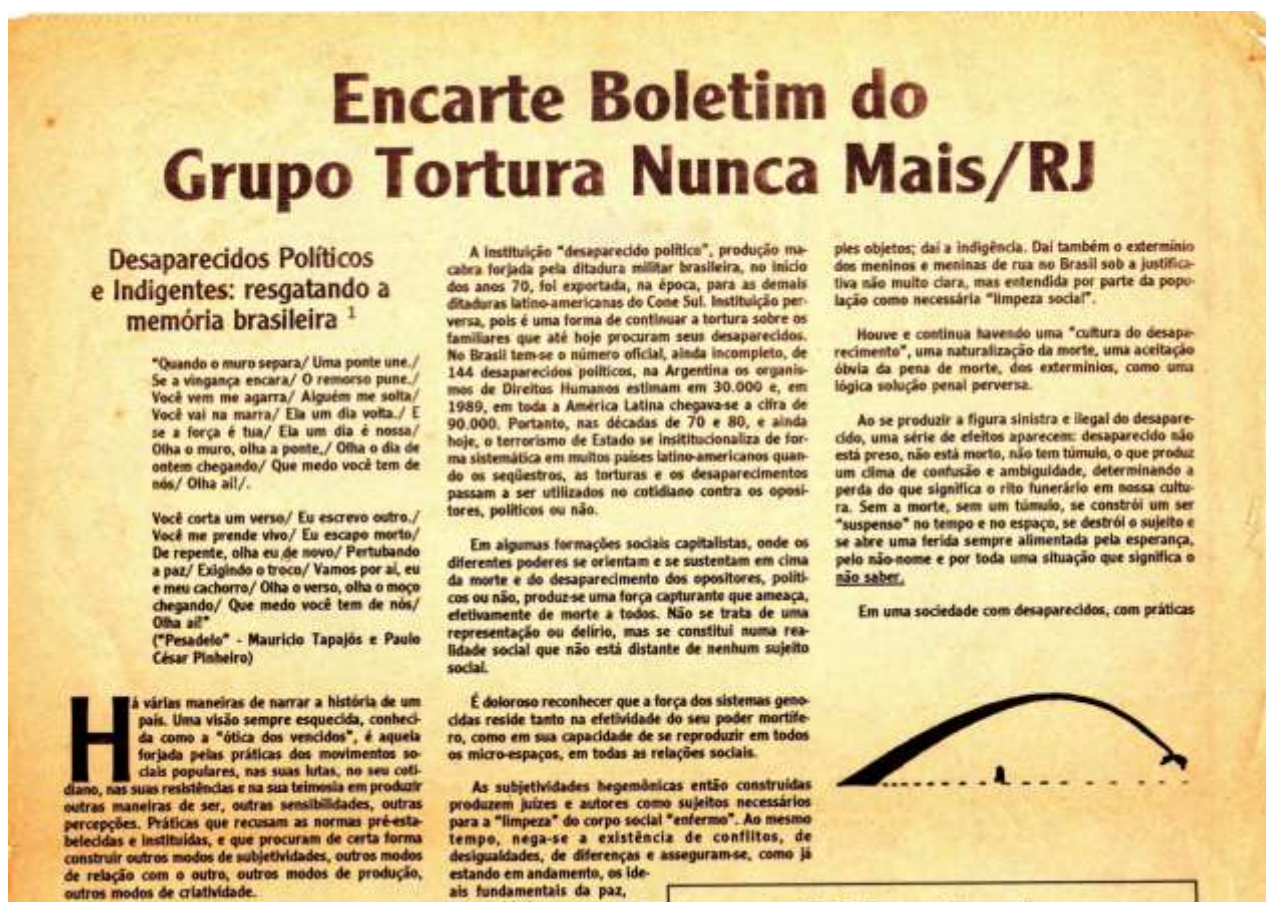 Encarte Boletim do
Grupo Tortura Nunca Mais/RJ
Desaparecidos Políticos
e Indigentes: resgatando a
memória brasileira 1
"Quando o muro separa/ Uma ponte une./
Se a vingança encara/ O remorso pune./
Você vem me agarra/ Alguém me solta/
Você vai na marra/ Ela um dia volta./ E
se a força é tua/ Ela um dia é nossa/
Olha o muro, olha a ponte,/ Olha o dia de
ontem chegando/ Que medo você tem de
nós/ Olha aí!/.
Você corta um verso/ Eu escrevo outro./
Você me prende vivo/ Eu escapo morto/
De repente, olha eu de novo/ Pertubando
a paz/ Exigindo o troco/ Vamos por aí, eu
e meu cachorro/ Olha o verso, olha o moço
chegando/ Que medo você tem de nós/
Olha aí!"
("Pesadelo" - Mauricio Tapajós e Paulo
César Pinheiro)
Há várias maneiras de narrar a história de um
país. Uma visão sempre esquecida, conheci-
da como a "ótica dos vencidos", é aquela
forjada pelas práticas dos movimentos so-
ciais populares, nas suas lutas, no seu coti-
diano, nas suas resistências e na sua teimosia em produzir
outras maneiras de ser, outras sensibilidades, outras
percepções. Práticas que recusam as normas pré-esta-
belecidas e instituídas, e que procuram de certa forma
construir outros modos de subjetividades, outros modos
de relação com o outro, outros modos de produção,
outros modos de criatividade.
A instituição "desaparecido político", produção ma-
cabra forjada pela ditadura militar brasileira, no início
dos anos 70, foi exportada, na época, para as demais
ditaduras latino-americanas do Cone Sul. Instituição per-
versa, pois é uma forma de continuar a tortura sobre os
familiares que até hoje procuram seus desaparecidos.
No Brasil tem-se o número oficial, ainda incompleto, de
144 desaparecidos políticos, na Argentina os organis-
mos de Direitos Humanos estimam em 30.000 e, em
1989, em toda a América Latina chegava-se a cifra de
90.000. Portanto, nas décadas de 70 e 80, e ainda
hoje, o terrorismo de Estado se insititucionaliza de for-
ma sistemática em muitos países latino-americanos quan-
do os seqüestros, as torturas e os desaparecimentos
passam a ser utilizados no cotidiano contra os oposi-
tores, políticos ou não.
Em algumas formações sociais capitalistas, onde os
diferentes poderes se orientam e se sustentam em cima
da morte e do desaparecimento dos opositores, políti-
cos ou não, produz-se uma força capturante que ameaça,
efetivamente de morte a todos. Não se trata de uma
representação ou delírio, mas se constitui numa rea-
lidade social que não está distante de nenhum sujeito
social.
É doloroso reconhecer que a força dos sistemas geno-
cidas reside tanto na efetividade do seu poder mortífe-
ro, como em sua capacidade de se reproduzir em todos
os micro-espaços, em todas as relações sociais.
As subjetividades hegemônicas então construídas
produzem juízes e autores como sujeitos necessários
para a "limpeza" do corpo social "enfermo". Ao mesmo
tempo, nega-se a existência de conflitos, de
desigualdades, de diferenças e asseguram-se, como já
estando em andamento, os ide-
ais fundamentais da paz,
ples objetos; daí a indigência. Daí também o extermínio
dos meninos e meninas de rua no Brasil sob a justifica-
tiva não muito clara, mas entendida por parte da popu-
lação como necessária "limpeza social".
Houve e continua havendo uma "cultura do desapa-
recimento", uma naturalização da morte, uma aceitação
óbvia da pena de morte, dos extermínios, como uma
lógica solução penal perversa.
Ao se produzir a figura sinistra e ilegal do desapare-
cido, uma série de efeitos aparecem: desaparecido não
está preso, não está morto, não tem túmulo, o que produz
um clima de confusão e ambiguidade, determinando a
perda do que significa o rito funerário em nossa cultu-
ra. Sem a morte, sem um túmulo, se constrói um ser
"suspenso" no tempo e no espaço, se destrói o sujeito e
se abre uma ferida sempre alimentada pela esperança,
pelo não-nome e por toda uma situação que significa o
não saber.
Em uma sociedade com desaparecidos, com práticas